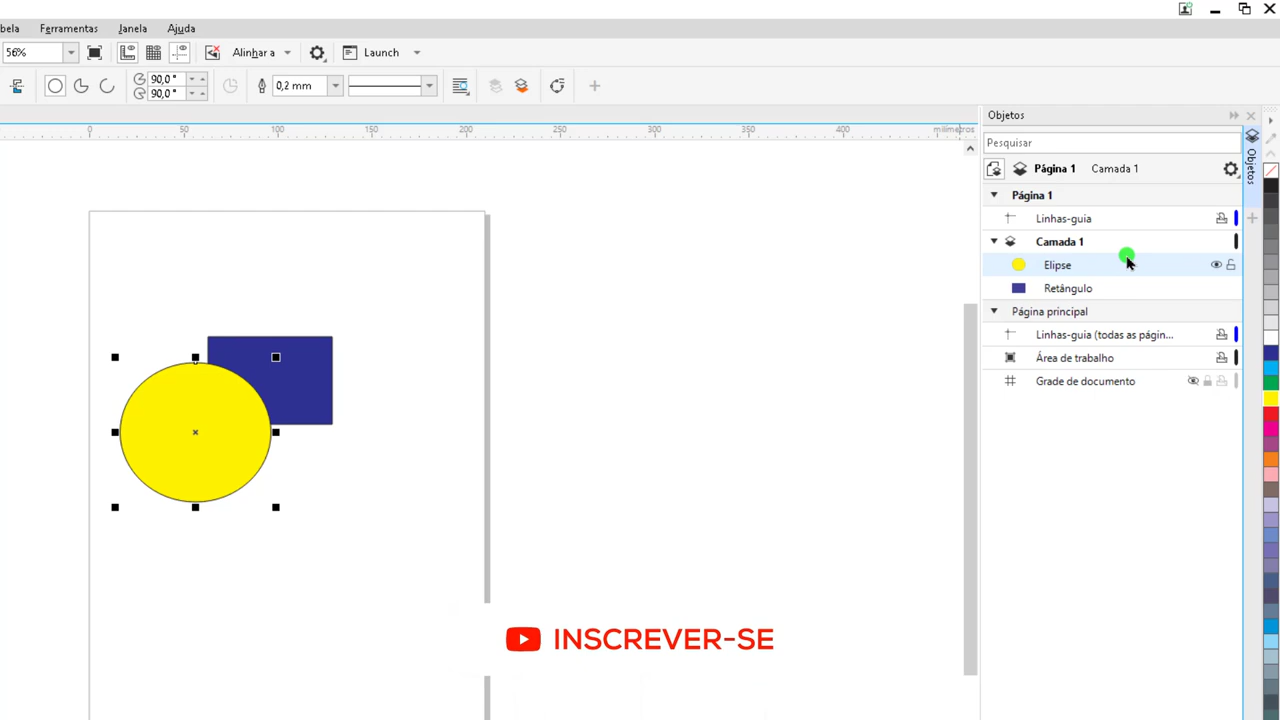 bela Ferramentas Janela Ajuda
56% Alinhar a Launch
90,0 °
90,0 °
0,2 mm
0 50 100 150 200 250 300 350 400 milímetros
Objetos
Pesquisar
Página 1 Camada 1
Página 1
Linhas-guia
Camada 1
Elipse
Retângulo
Página principal
Linhas-guia (todas as págin...
Área de trabalho
Grade de documento
Objetos
INSCREVER-SE